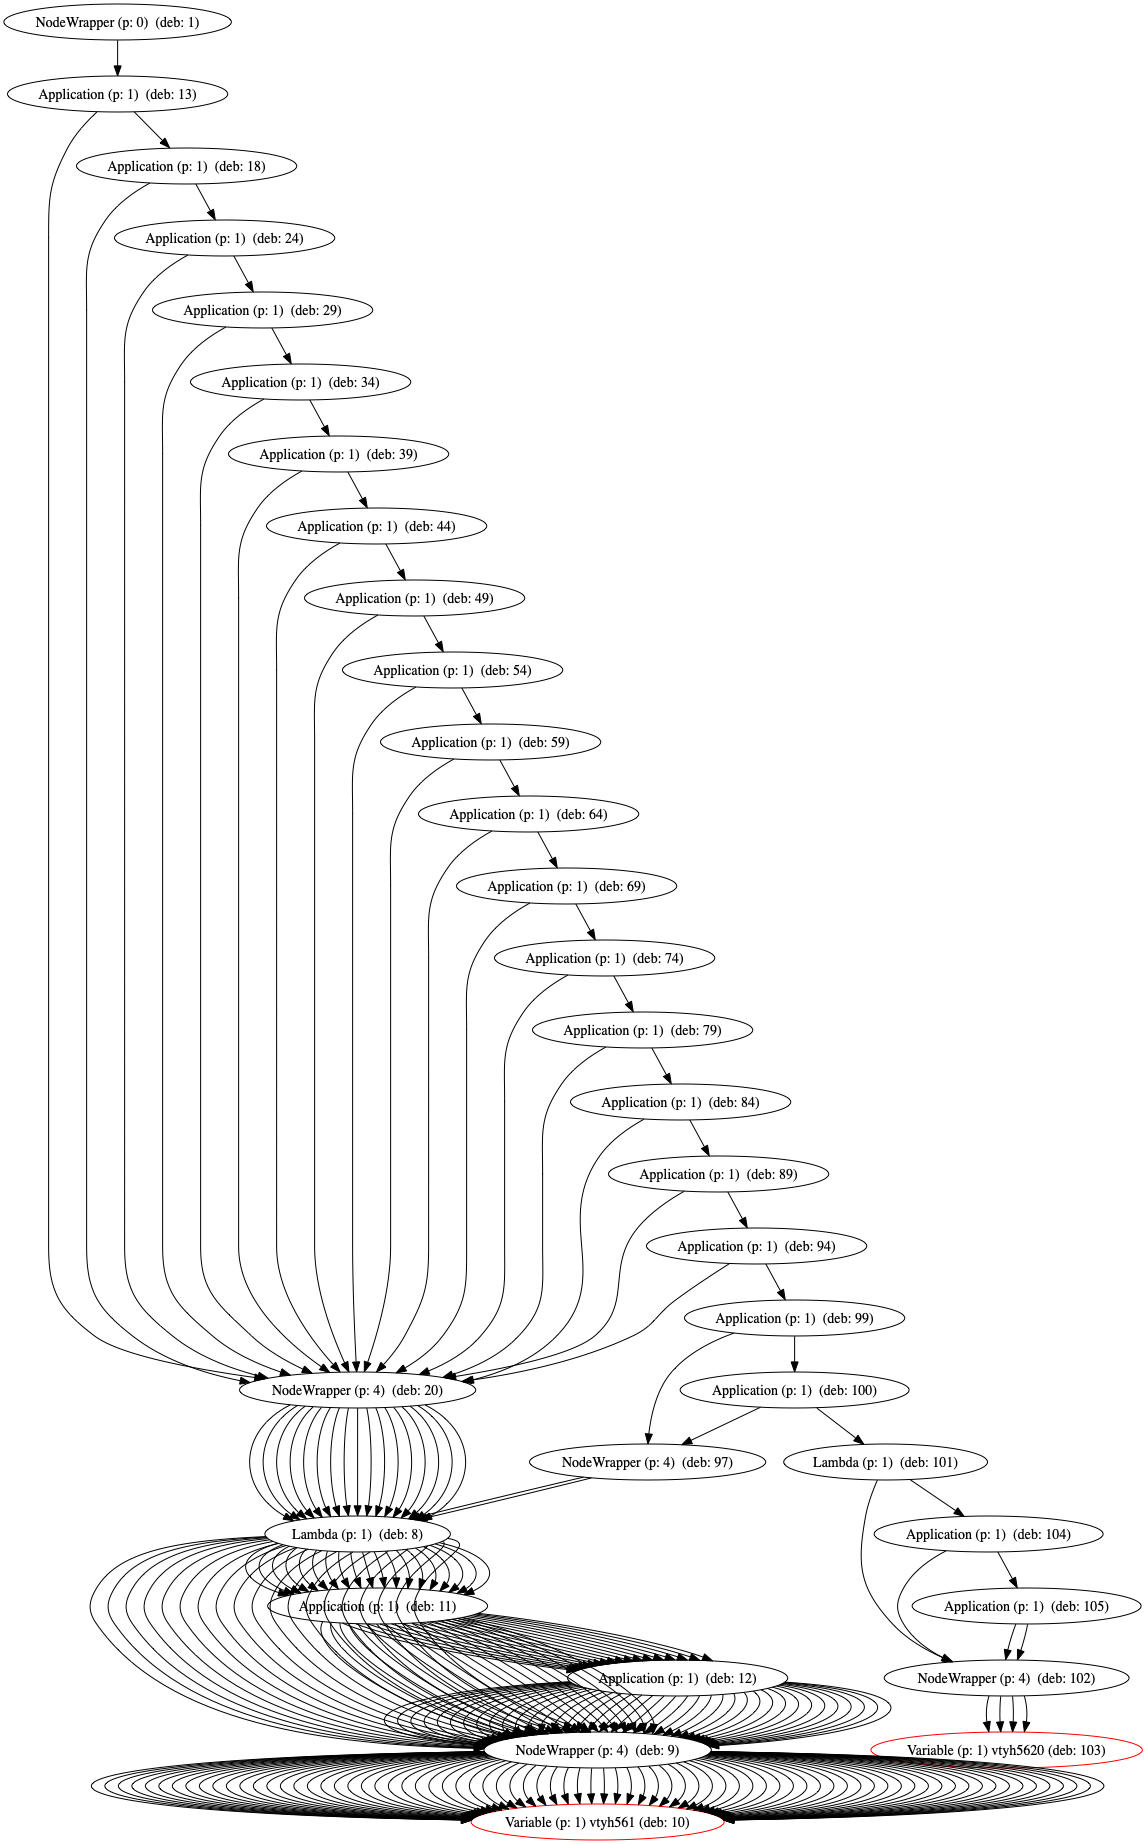 NodeWrapper (p: 0) (deb: 1)
Application (p: 1) (deb: 13)
Application (p: 1) (deb: 18)
Application (p: 1) (deb: 24)
Application (p: 1) (deb: 29)
Application (p: 1) (deb: 34)
Application (p: 1) (deb: 39)
Application (p: 1) (deb: 44)
Application (p: 1) (deb: 49)
Application (p: 1) (deb: 54)
Application (p: 1) (deb: 59)
Application (p: 1) (deb: 64)
Application (p: 1) (deb: 69)
Application (p: 1) (deb: 74)
Application (p: 1) (deb: 79)
Application (p: 1) (deb: 84)
Application (p: 1) (deb: 89)
Application (p: 1) (deb: 94)
Application (p: 1) (deb: 99)
NodeWrapper (p: 4) (deb: 20)
Application (p: 1) (deb: 100)
NodeWrapper (p: 4) (deb: 97)
Lambda (p: 1) (deb: 101)
Lambda (p: 1) (deb: 8)
Application (p: 1) (deb: 104)
Application (p: 1) (deb: 11)
Application (p: 1) (deb: 105)
Application (p: 1) (deb: 12)
NodeWrapper (p: 4) (deb: 102)
NodeWrapper (p: 4) (deb: 9)
Variable (p: 1) vtyh5620 (deb: 103)
Variable (p: 1) vtyh561 (deb: 10)